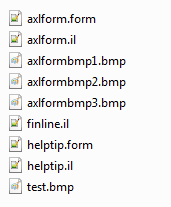 axlform.form
axlform.il
axlformbmp1.bmp
axlformbmp2.bmp
axlformbmp3.bmp
finline.il
helptip.form
helptip.il
test.bmp